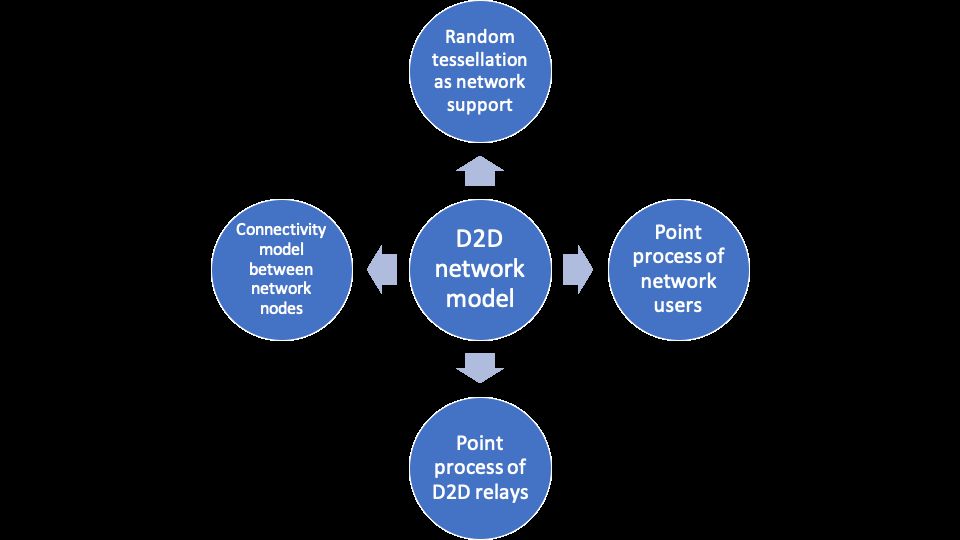 Random
tessellation
as network
support
Connectivity
model
between
network
nodes
D2D
network
model
Point
process of
network
users
Point
process of
D2D relays